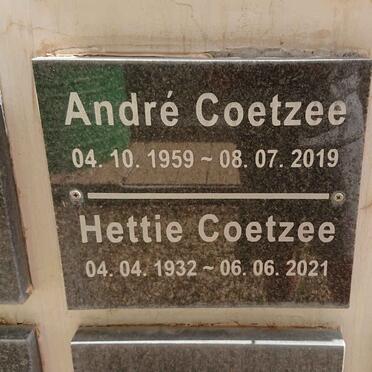 André Coetzee
04. 10. 1959 ~ 08. 07. 2019
Hettie Coetzee
04. 04. 1932 ~ 06. 06. 2021